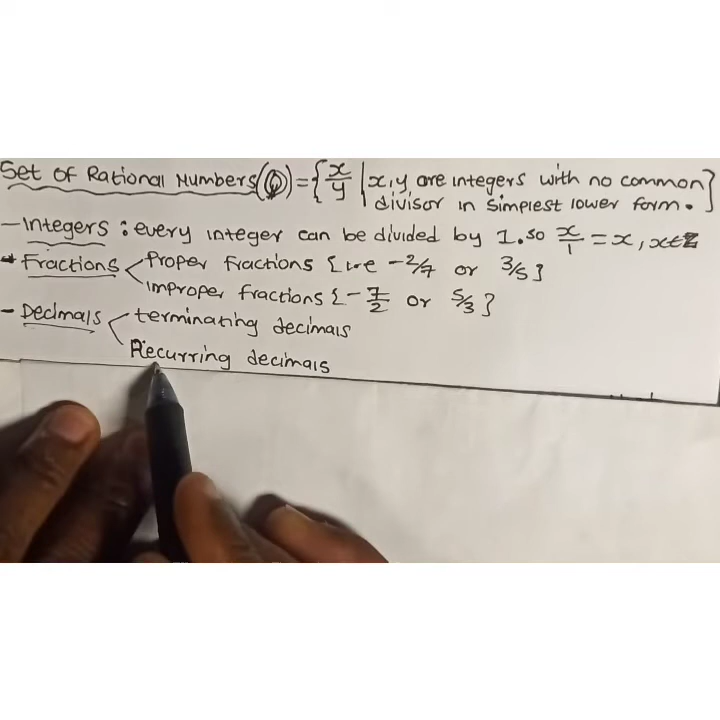 Set of Rational Numbers (Q) = { x/y | x, y are integers with no common }
divisor in simplest lower form.
- Integers : every integer can be divided by 1. so x/1 = x, x∈Z
- Fractions < Proper fractions { i.e -2/7 or 3/5 }
improper fractions { -7/2 or 5/3 }
- Decimals < terminating decimals
Recurring decimals